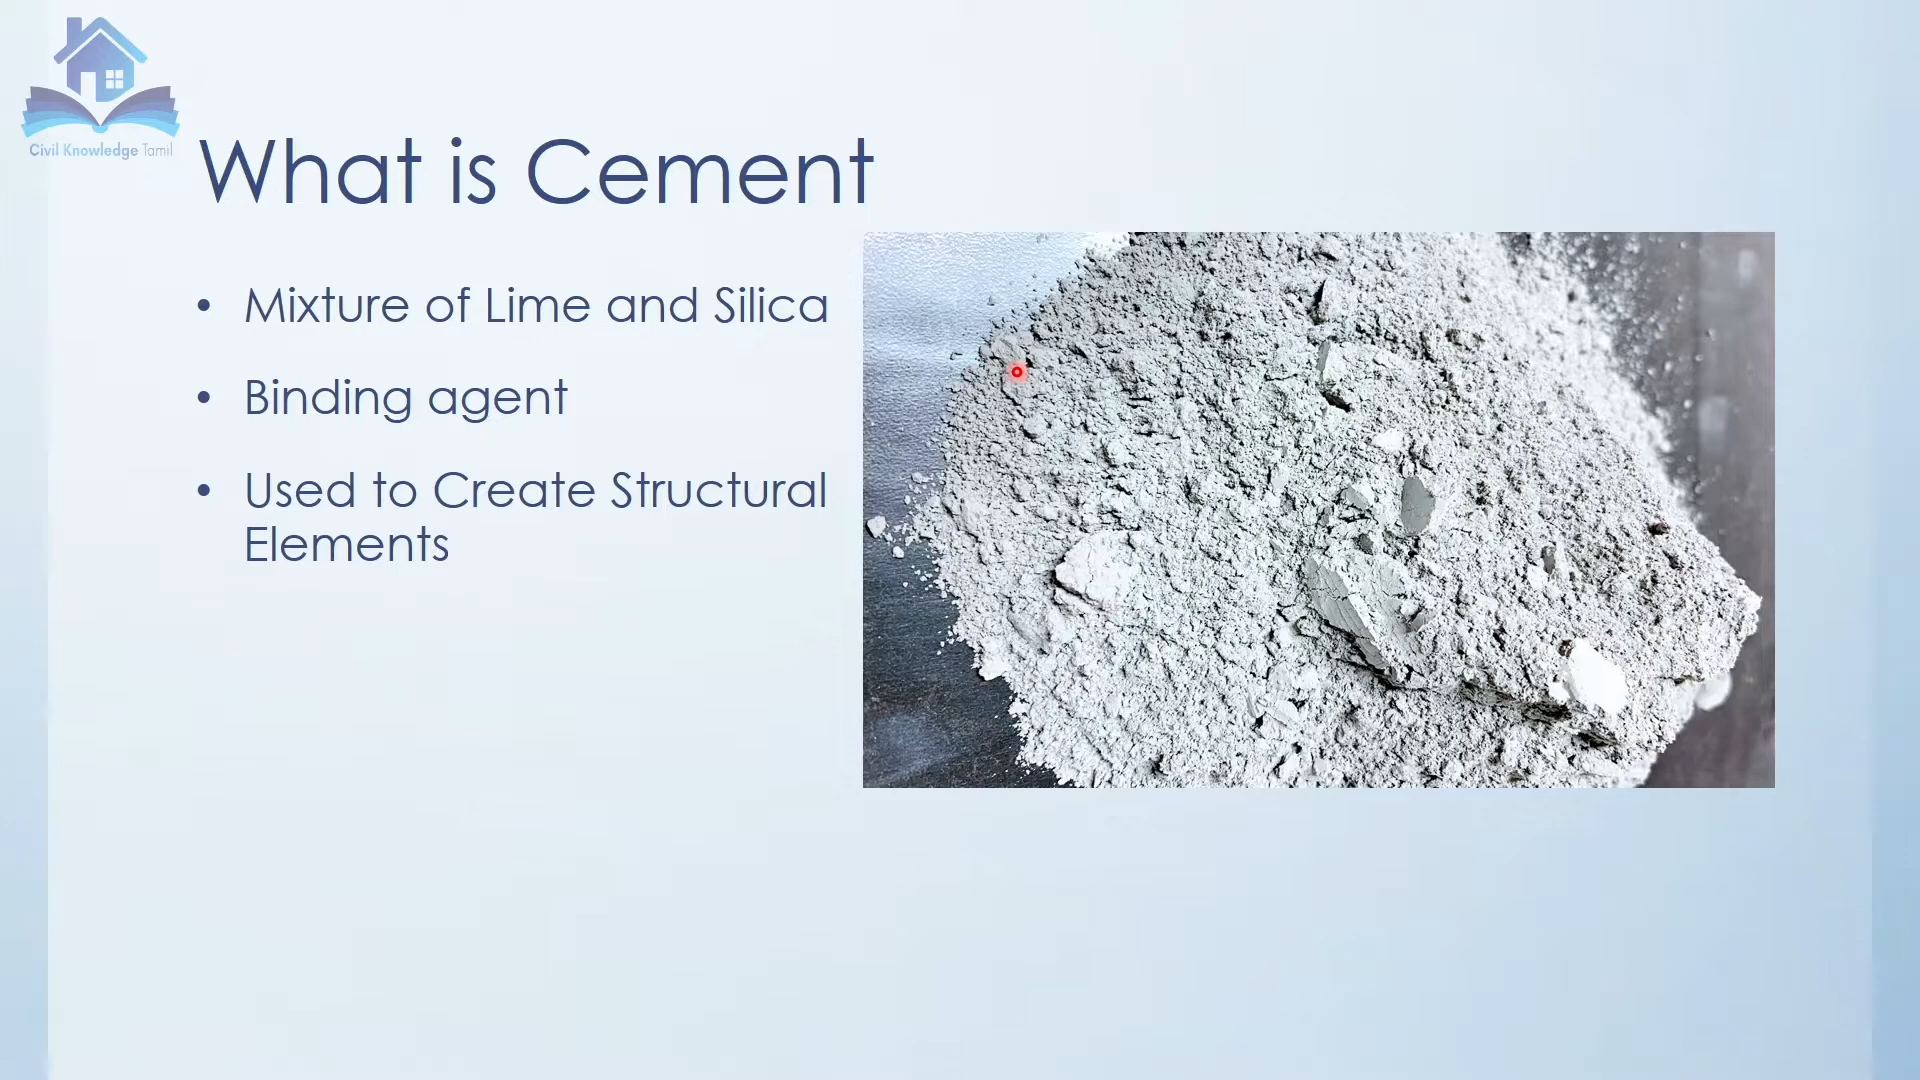 Civil Knowledge Tamil
What is Cement
• Mixture of Lime and Silica
• Binding agent
• Used to Create Structural
Elements